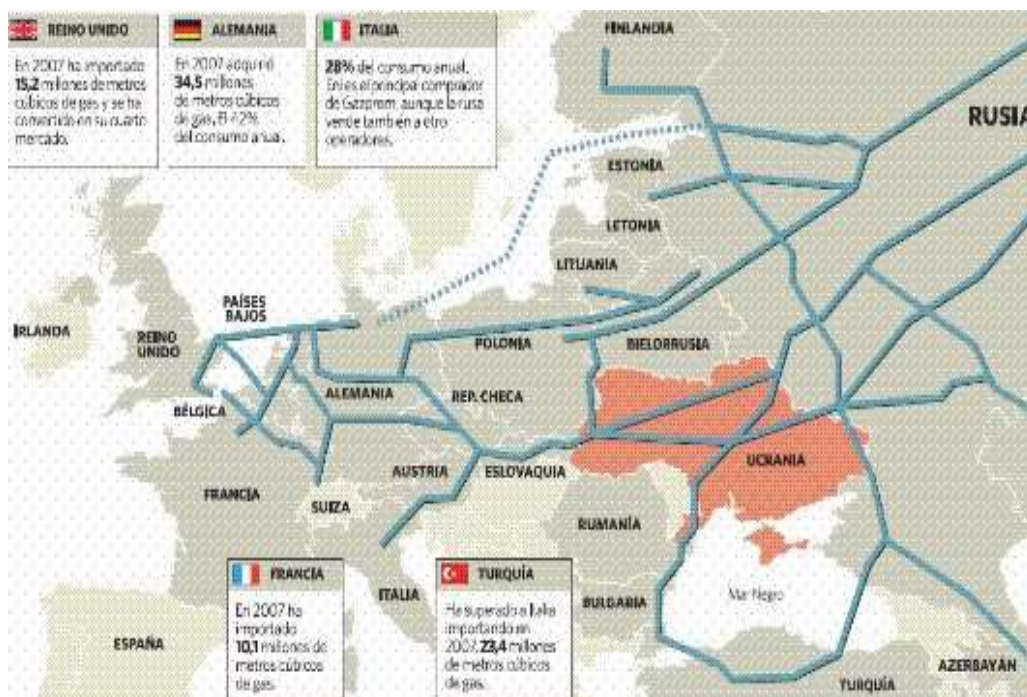 REINO UNIDO
En 2007 ha importado
15,2 millones de metros
cúbicos de gas y se ha
convertido en su cuarto
mercado.
ALEMANIA
En 2007 adquirió
34,5 millones
de metros cúbicos
de gas. El 42%
del consumo anual.
ITALIA
28% del consumo anual.
Eni es el principal comprador
de Gazprom, aunque la rusa
vende también a otro
operadores.
FINLANDIA
RUSIA
ESTONIA
LETONIA
LITUANIA
PAÍSES
BAJOS
IRLANDA
REINO
UNIDO
POLONIA
BIELORRUSIA
ALEMANIA
REP. CHECA
BÉLGICA
AUSTRIA
ESLOVAQUIA
UCRANIA
FRANCIA
SUIZA
RUMANÍA
FRANCIA
En 2007 ha
importado
10,1 millones de
metros cúbicos
de gas.
ITALIA
TURQUÍA
Ha superado a Italia
importando en
2007, 23,4 millones
de metros cúbicos
de gas.
BULGARIA
Mar Negro
ESPAÑA
AZERBAYÁN
TURQUÍA